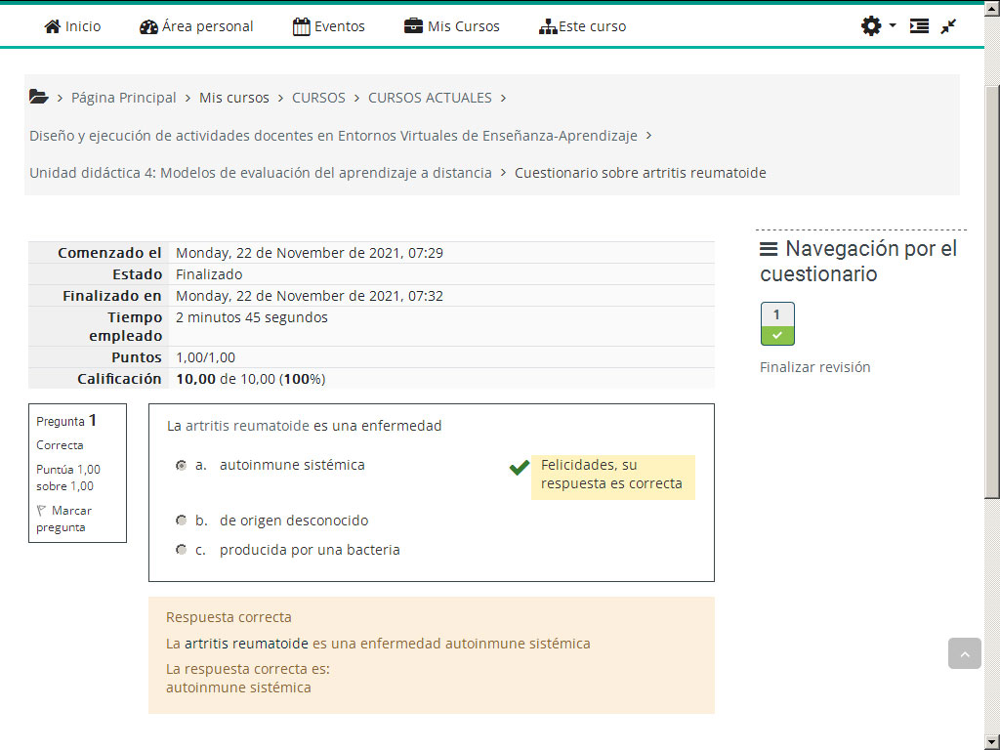 Inicio Área personal Eventos Mis Cursos Este curso
> Página Principal > Mis cursos > CURSOS > CURSOS ACTUALES >
Diseño y ejecución de actividades docentes en Entornos Virtuales de Enseñanza-Aprendizaje >
Unidad didáctica 4: Modelos de evaluación del aprendizaje a distancia > Cuestionario sobre artritis reumatoide
Comenzado el Monday, 22 de November de 2021, 07:29
Estado Finalizado
Finalizado en Monday, 22 de November de 2021, 07:32
Tiempo 2 minutos 45 segundos
empleado
Puntos 1,00/1,00
Calificación 10,00 de 10,00 (100%)
Pregunta 1
Correcta
Puntúa 1,00
sobre 1,00
Marcar
pregunta
La artritis reumatoide es una enfermedad
a. autoinmune sistémica
Felicidades, su
respuesta es correcta
b. de origen desconocido
c. producida por una bacteria
Respuesta correcta
La artritis reumatoide es una enfermedad autoinmune sistémica
La respuesta correcta es:
autoinmune sistémica
Navegación por el
cuestionario
1
Finalizar revisión